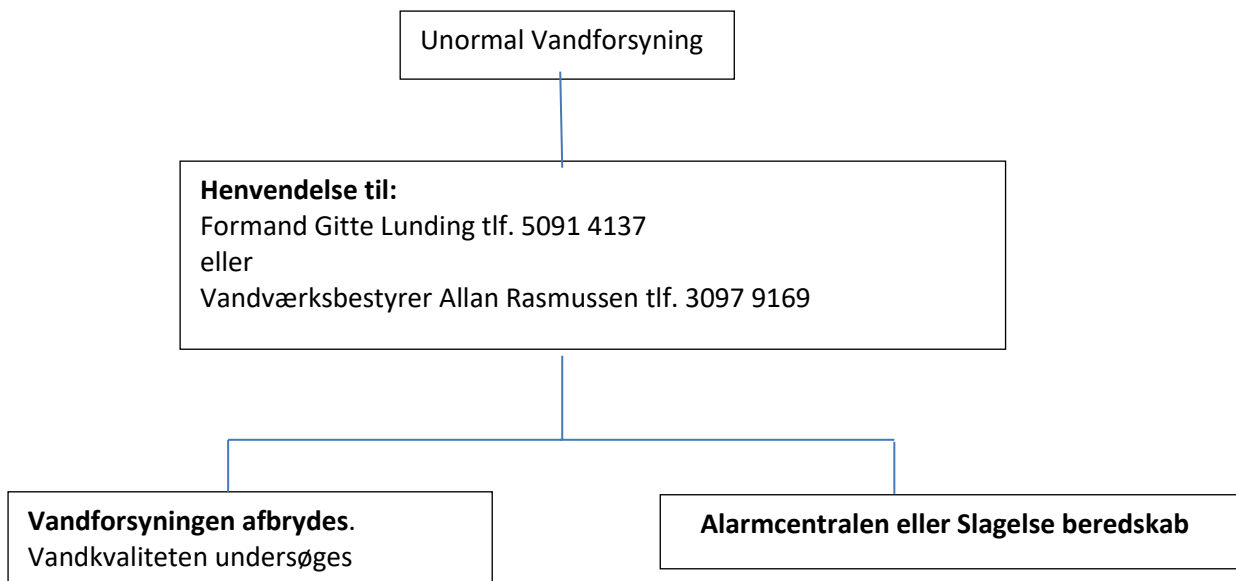 Unormal Vandforsyning
Henvendelse til:
Formand Gitte Lunding tlf. 5091 4137
eller
Vandværksbestyrer Allan Rasmussen tlf. 3097 9169
Vandforsyningen afbrydes.
Vandkvaliteten undersøges
Alarmcentralen eller Slagelse beredskab